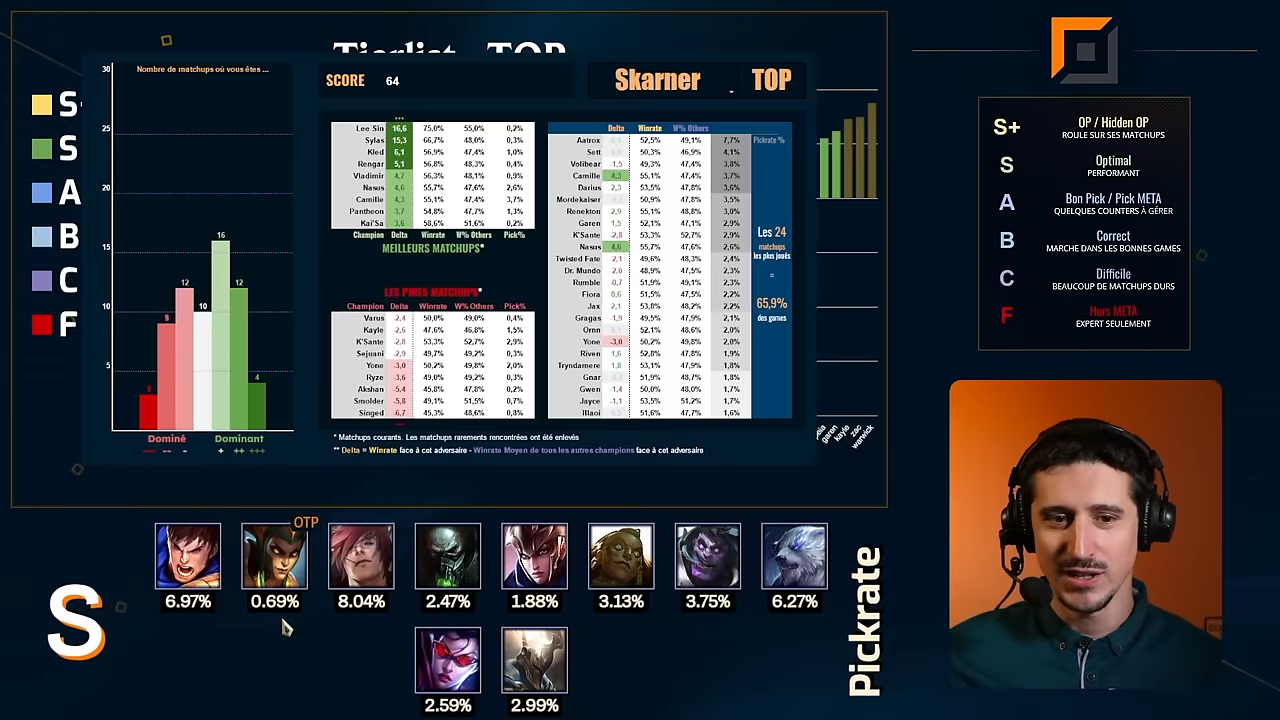 Tierlist TOP
S
S
A
B
C
F
Nombre de matchups où vous êtes ...
30
25
20
15
10
5
9
12
10
16
12
4
Dominé
Dominant
--
-
+
++
+++
SCORE 64
Skarner TOP
+++
Lee Sin 16,6 75,0% 55,0% 0,2%
Sylas 15,3 66,7% 48,0% 0,3%
Kled 6,1 56,9% 47,4% 1,0%
Rengar 5,1 56,8% 48,3% 0,4%
Vladimir 4,7 56,3% 48,1% 0,9%
Nasus 4,6 55,7% 47,6% 2,6%
Camille 4,3 55,1% 47,4% 3,7%
Pantheon 3,7 54,8% 47,7% 1,3%
Kai'Sa 3,6 58,6% 51,6% 0,2%
Champion Delta Winrate W% Others Pick%
MEILLEURS MATCHUPS*
LES PIRES MATCHUPS*
Champion Delta Winrate W% Others Pick%
Varus -2,4 50,0% 49,0% 0,4%
Kayle -2,6 47,6% 46,8% 1,5%
K'Sante -2,8 53,3% 52,7% 2,9%
Sejuani -2,9 49,7% 49,2% 0,3%
Yone -3,0 50,2% 49,8% 2,0%
Ryze -3,6 49,0% 49,2% 0,3%
Akshan -5,4 45,8% 47,8% 0,2%
Smolder -5,8 49,1% 51,5% 0,7%
Singed -6,7 45,3% 48,6% 0,8%
Delta Winrate W% Others
Pickrate %
Aatrox 52,5% 49,1% 7,7%
Sett 50,3% 46,9% 4,1%
Volibear -1,5 49,3% 47,4% 3,8%
Camille 4,3 55,1% 47,4% 3,7%
Darius 2,3 53,5% 47,8% 3,6%
Mordekaiser 50,9% 47,8% 3,5%
Renekton 2,9 55,1% 48,8% 3,0%
Garen 1,5 52,1% 47,1% 2,9%
K'Sante -2,8 53,3% 52,7% 2,9%
Nasus 4,6 55,7% 47,6% 2,6%
Twisted Fate -2,1 49,6% 48,3% 2,4%
Dr. Mundo -2,0 48,9% 47,5% 2,3%
Rumble -0,7 51,9% 49,1% 2,3%
Fiora 0,6 51,5% 47,5% 2,2%
Jax 2,1 53,8% 48,2% 2,2%
Gragas -1,9 49,5% 47,9% 2,1%
Ornn 52,1% 48,6% 2,0%
Yone -3,0 50,2% 49,8% 2,0%
Riven 1,6 52,8% 47,8% 1,9%
Tryndamere 1,8 53,1% 47,9% 1,8%
Gnar 51,9% 48,7% 1,8%
Gwen -1,4 50,0% 48,0% 1,7%
Jayce -1,1 53,5% 51,2% 1,7%
Illaoi 51,6% 47,7% 1,6%
Les 24
matchups
les plus joués
=
65,9%
des games
* Matchups courants. Les matchups rarements rencontrées ont été enlevés
** Delta = Winrate face à cet adversaire - Winrate Moyen de tous les autres champions face à cet adversaire
garen
kayle
zac
warwick
S+ OP / Hidden OP
ROULE SUR SES MATCHUPS
S Optimal
PERFORMANT
A Bon Pick / Pick META
QUELQUES COUNTERS À GÉRER
B Correct
MARCHE DANS LES BONNES GAMES
C Difficile
BEAUCOUP DE MATCHUPS DURS
F Hors META
EXPERT SEULEMENT
OTP
6.97% 0.69% 8.04% 2.47% 1.88% 3.13% 3.75% 6.27%
2.59% 2.99%
S
Pickrate